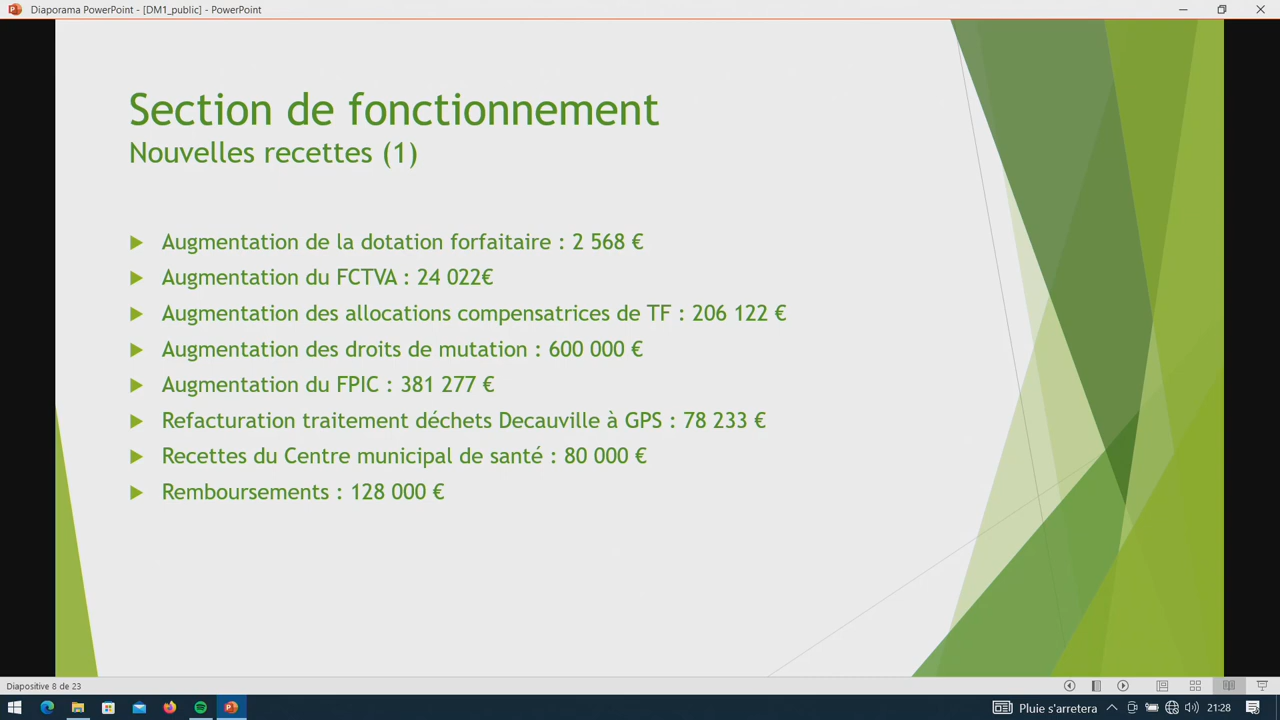 Diaporama PowerPoint - [DM1_public] - PowerPoint
Section de fonctionnement
Nouvelles recettes (1)
Augmentation de la dotation forfaitaire : 2 568 €
Augmentation du FCTVA : 24 022€
Augmentation des allocations compensatrices de TF : 206 122 €
Augmentation des droits de mutation : 600 000 €
Augmentation du FPIC : 381 277 €
Refacturation traitement déchets Decauville à GPS : 78 233 €
Recettes du Centre municipal de santé : 80 000 €
Remboursements : 128 000 €
Diapositive 8 de 23
Pluie s'arretera
21:28